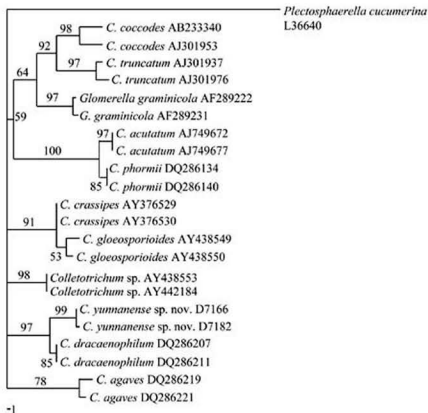 Plectosphaerella cucumerina
L36640
98
C. coccodes AB233340
92
C. coccodes AJ301953
C. truncatum AJ301937
97
64
C. truncatum AJ301976
97
Glomerella graminicola AF289222
59
G. graminicola AF289231
97
C. acutatum AJ749672
100
C. acutatum AJ749677
C. phormii DQ286134
85
C. phormii DQ286140
C. crassipes AY376529
91
C. crassipes AY376530
C. gloeosporioides AY438549
53
C. gloeosporioides AY438550
98
Colletotrichum sp. AY438553
Colletotrichum sp. AY442184
99
C. yunnanense sp. nov. D7166
97
C. yunnanense sp. nov. D7182
C. dracaenophilum DQ286207
85
C. dracaenophilum DQ286211
78
C. agaves DQ286219
C. agaves DQ286221
-1